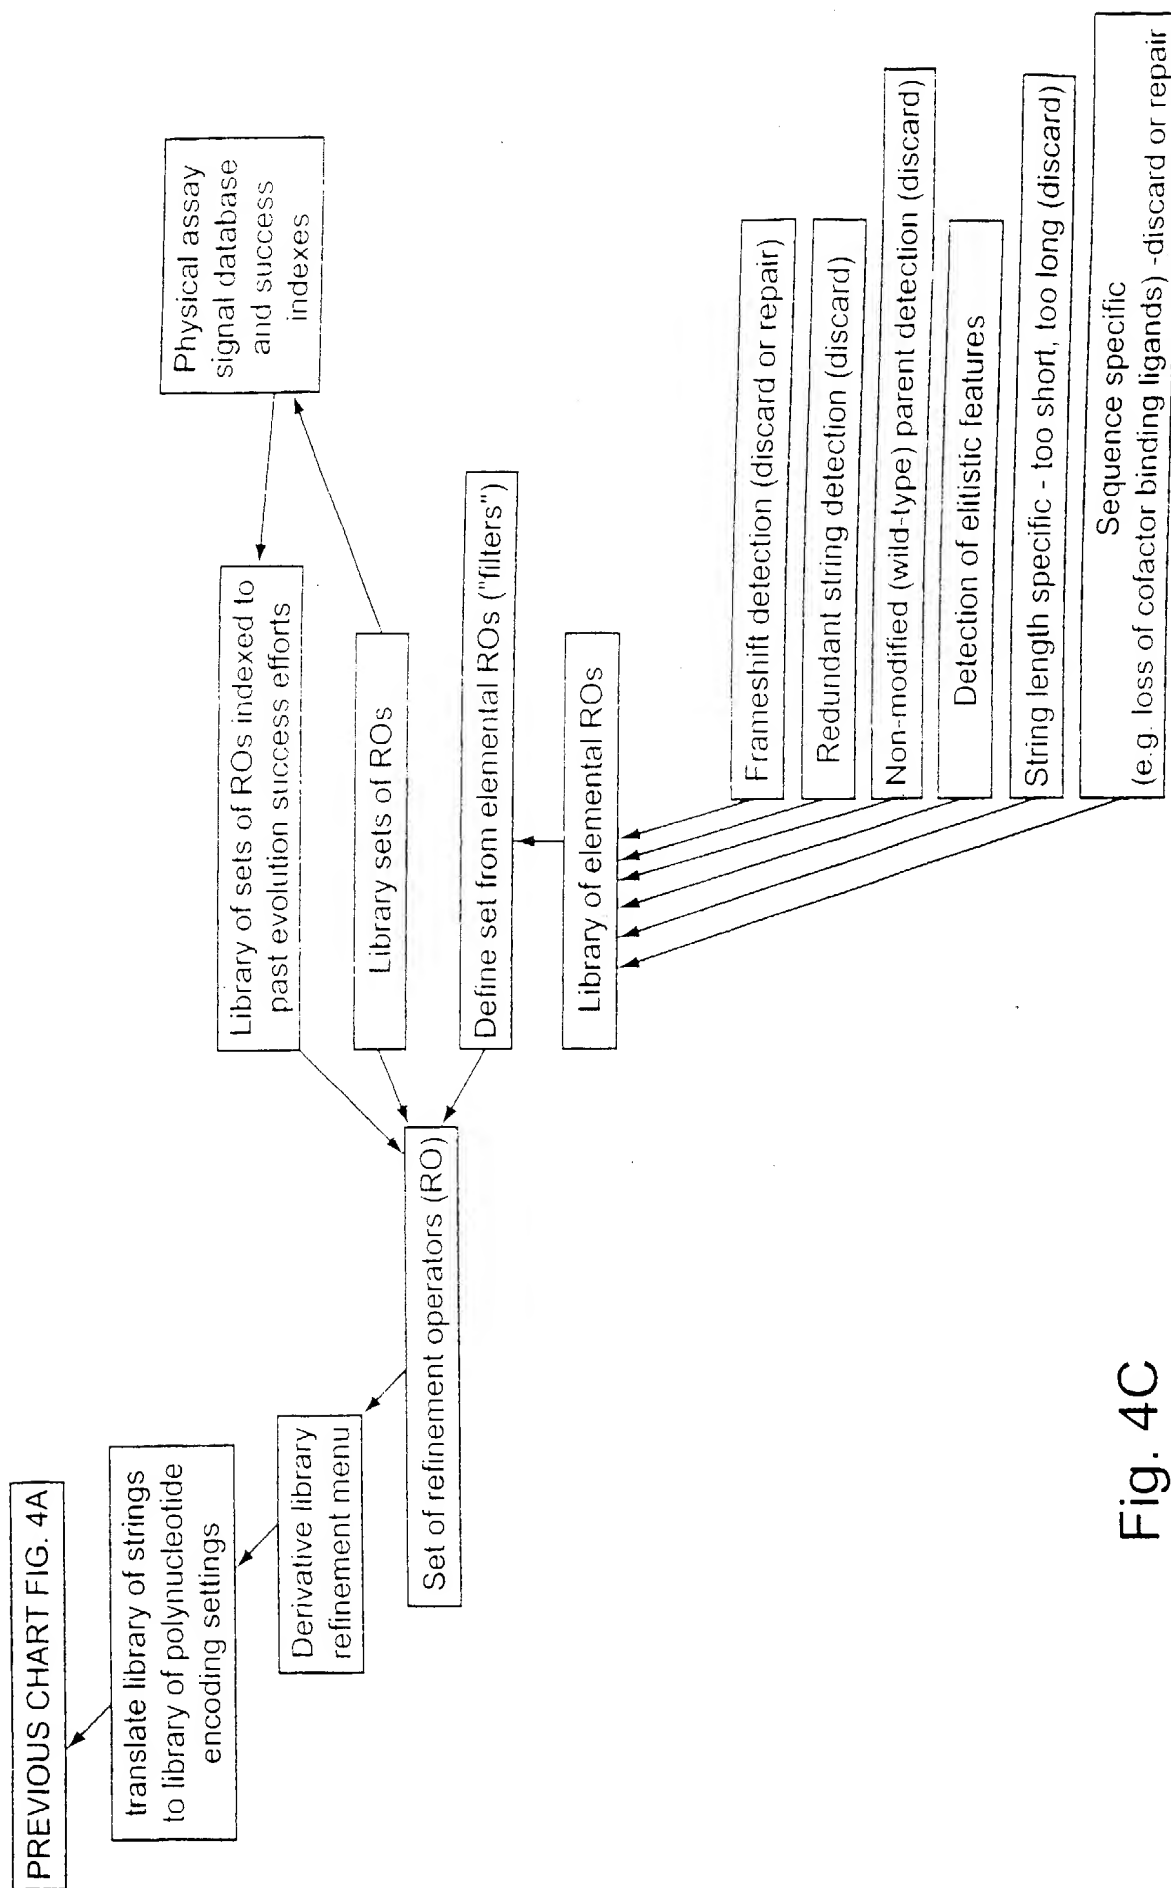 PREVIOUS CHART FIG. 4A
translate library of strings
to library of polynucleotide
encoding settings
Derivative library
refinement menu
Set of refinement operators (RO)
Library of sets of ROs indexed to
past evolution success efforts
Physical assay
signal database
and success
indexes
Library sets of ROs
Define set from elemental ROs ("filters")
Library of elemental ROs
Frameshift detection (discard or repair)
Redundant string detection (discard)
Non-modified (wild-type) parent detection (discard)
Detection of elitistic features
String length specific - too short, too long (discard)
Sequence specific
(e.g. loss of cofactor binding ligands) -discard or repair
Fig. 4C